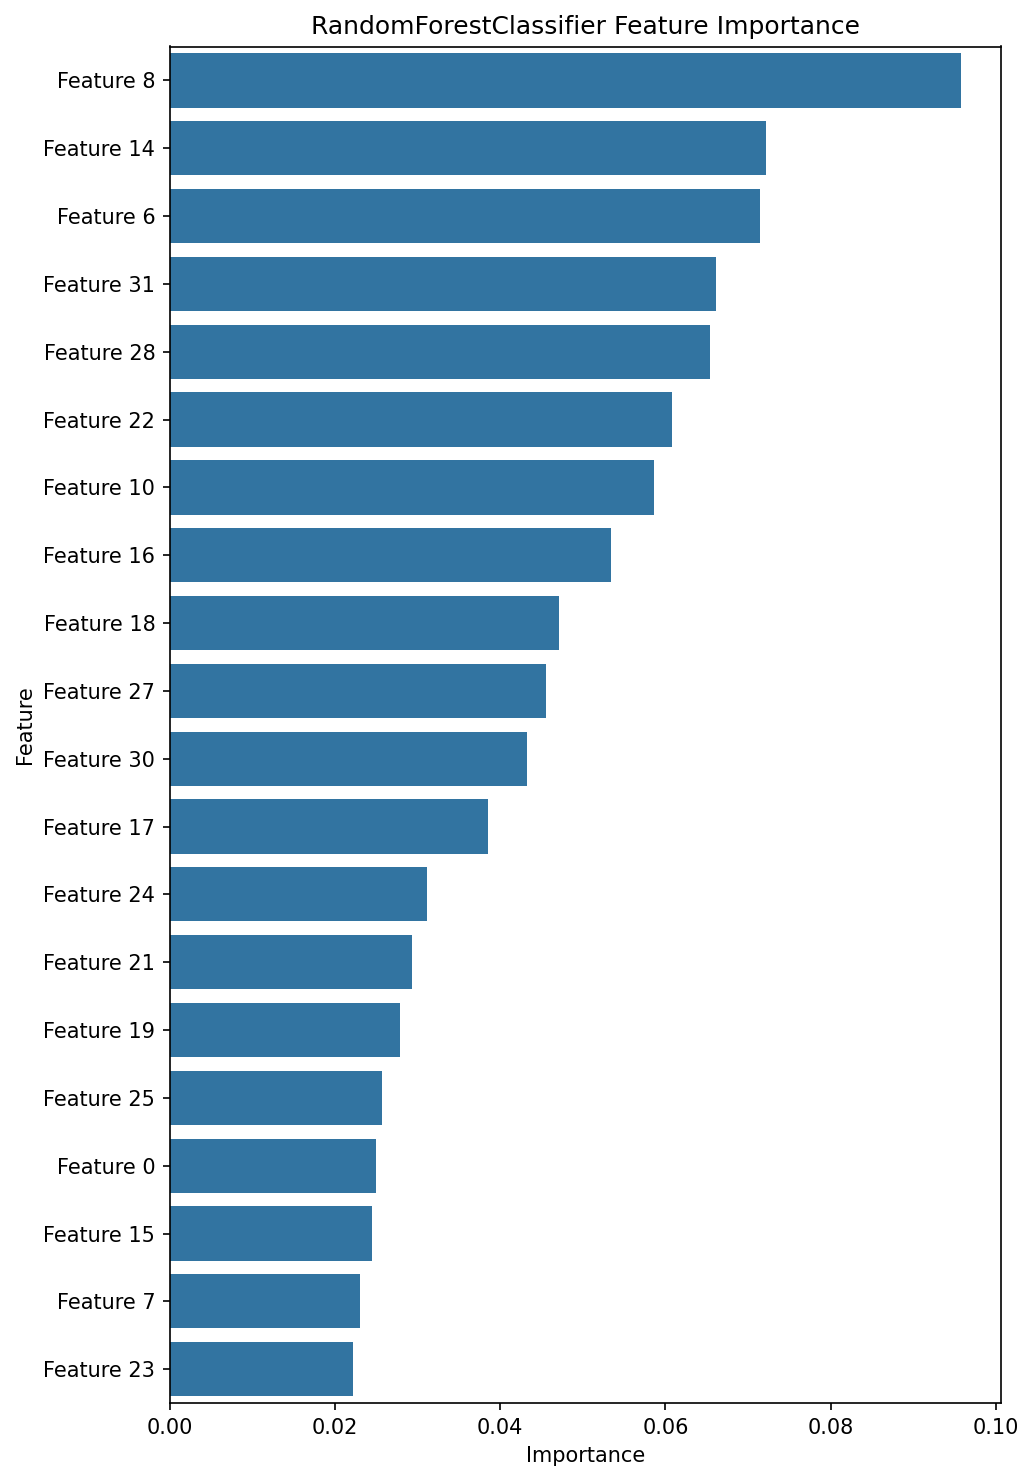 RandomForestClassifier Feature Importance
Feature 8
Feature 14
Feature 6
Feature 31
Feature 28
Feature 22
Feature 10
Feature 16
Feature 18
Feature 27
Feature 30
Feature 17
Feature 24
Feature 21
Feature 19
Feature 25
Feature 0
Feature 15
Feature 7
Feature 23
Feature
0.00 0.02 0.04 0.06 0.08 0.10
Importance